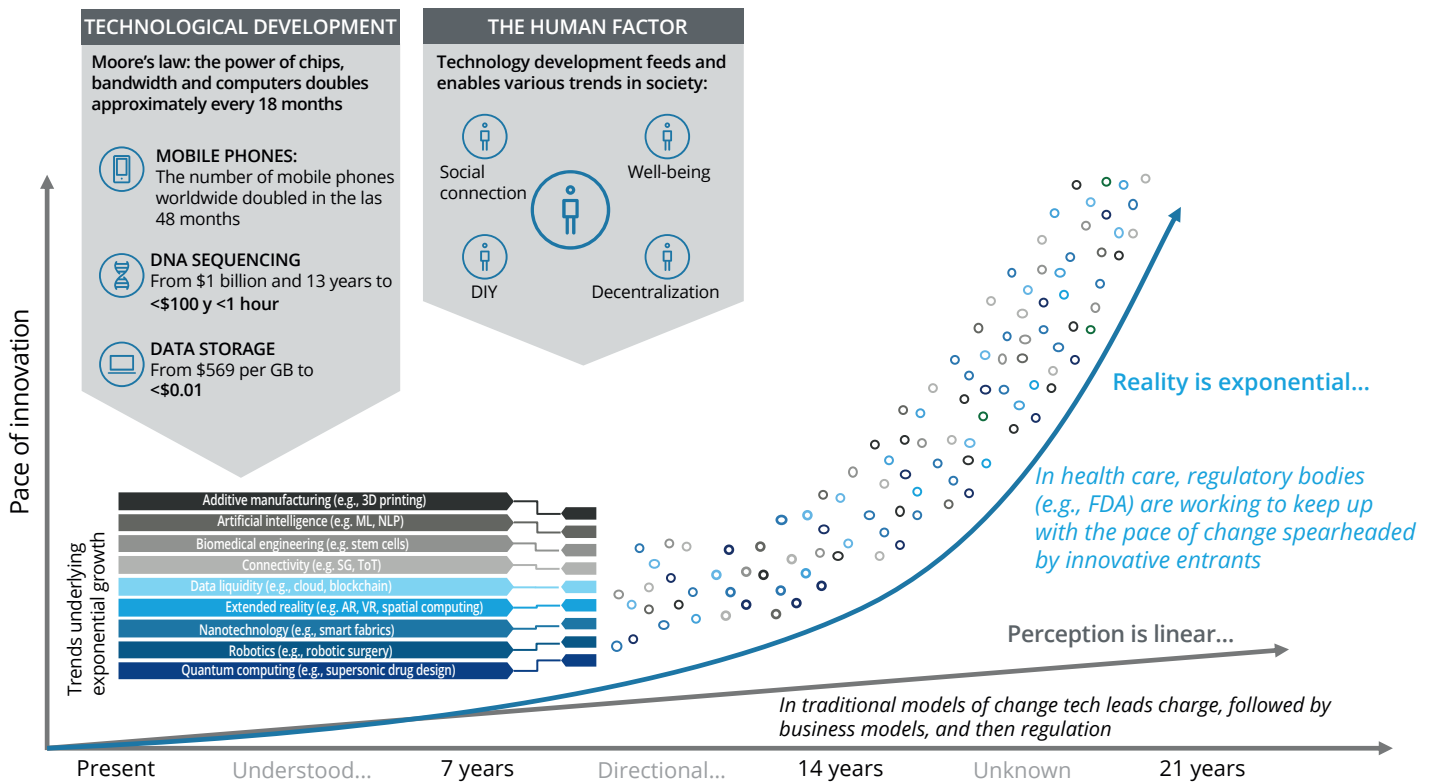 TECHNOLOGICAL DEVELOPMENT
Moore's law: the power of chips,
bandwidth and computers doubles
approximately every 18 months
MOBILE PHONES:
The number of mobile phones
worldwide doubled in the las
48 months
DNA SEQUENCING
From $1 billion and 13 years to
<$100 y <1 hour
DATA STORAGE
From $569 per GB to
<$0.01
THE HUMAN FACTOR
Technology development feeds and
enables various trends in society:
Social
connection
Well-being
DIY
Decentralization
Pace of innovation
Trends underlying
exponential growth
Additive manufacturing (e.g., 3D printing)
Artificial intelligence (e.g. ML, NLP)
Biomedical engineering (e.g. stem cells)
Connectivity (e.g. SG, ToT)
Data liquidity (e.g., cloud, blockchain)
Extended reality (e.g. AR, VR, spatial computing)
Nanotechnology (e.g., smart fabrics)
Robotics (e.g., robotic surgery)
Quantum computing (e.g., supersonic drug design)
Reality is exponential...
In health care, regulatory bodies
(e.g., FDA) are working to keep up
with the pace of change spearheaded
by innovative entrants
Perception is linear...
In traditional models of change tech leads charge, followed by
business models, and then regulation
Present
Understood...
7 years
Directional...
14 years
Unknown
21 years